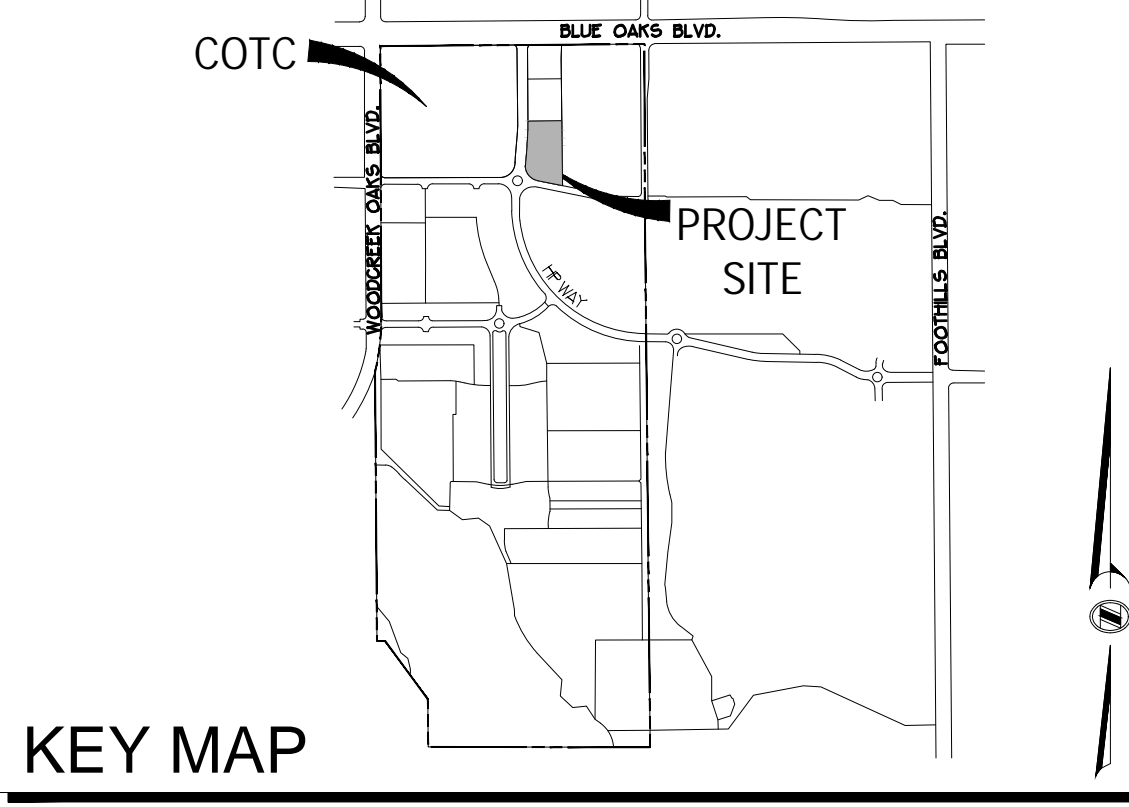 BLUE OAKS BLVD.
COTC
WOODCREEK OAKS BLVD.
PROJECT
SITE
HP WAY
FOOTHILLS BLVD.
KEY MAP